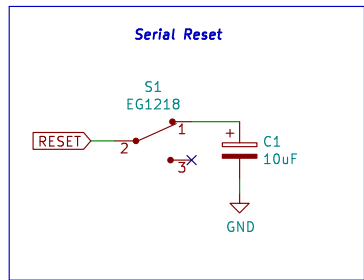 Serial Reset
S1
EG1218
1
+
C1
RESET
2
10uF
3
GND